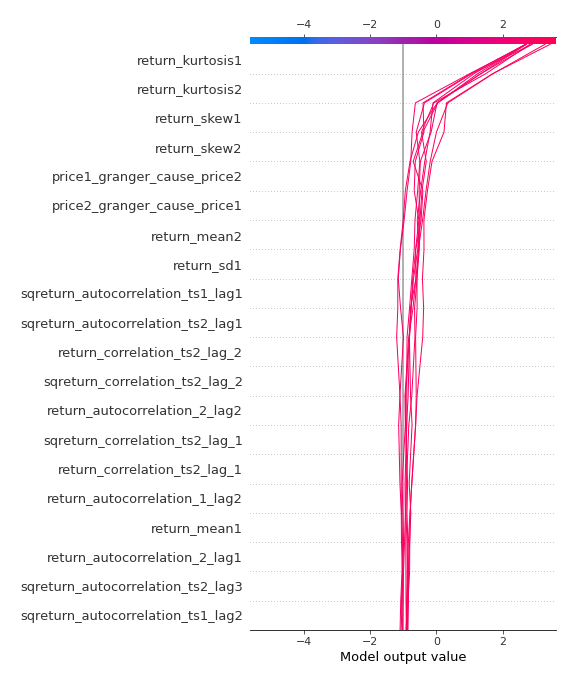 −4 −2 0 2
return_kurtosis1
return_kurtosis2
return_skew1
return_skew2
price1_granger_cause_price2
price2_granger_cause_price1
return_mean2
return_sd1
sqreturn_autocorrelation_ts1_lag1
sqreturn_autocorrelation_ts2_lag1
return_correlation_ts2_lag_2
sqreturn_correlation_ts2_lag_2
return_autocorrelation_2_lag2
sqreturn_correlation_ts2_lag_1
return_correlation_ts2_lag_1
return_autocorrelation_1_lag2
return_mean1
return_autocorrelation_2_lag1
sqreturn_autocorrelation_ts2_lag3
sqreturn_autocorrelation_ts1_lag2
−4 −2 0 2
Model output value